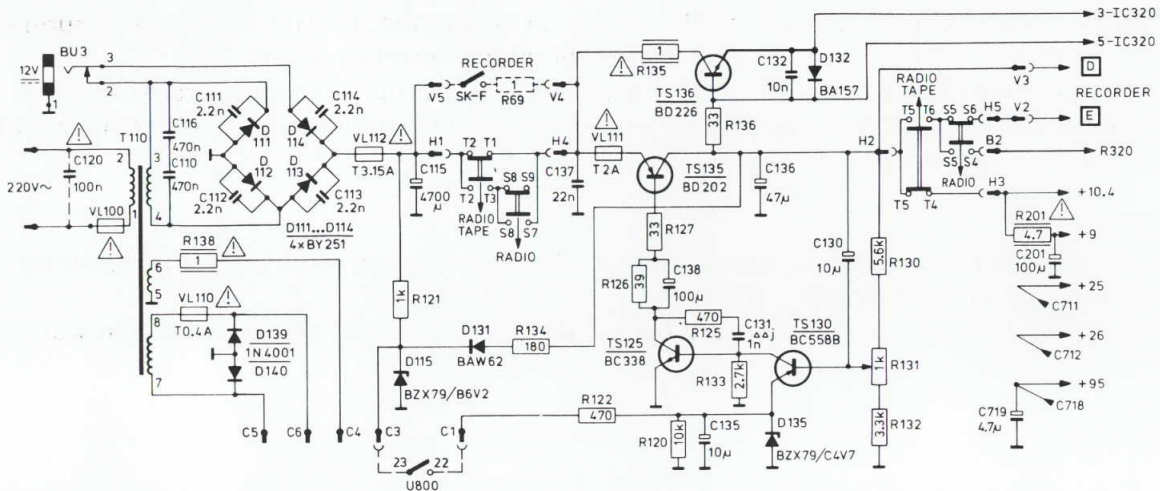 3-IC320
5-IC320
BU3
12V
3
2
1
RECORDER
V5
SK-F
1
R69
V4
1
R135
TS136
BD226
C132
10n
D132
BA157
V3
D
RECORDER
E
RADIO
TAPE
T5 T6
S5 S6
H5
V2
C111
2.2n
C114
2.2n
33
R136
T110
C116
470n
C110
470n
D
111
D
114
D
112
D
113
VL112
T3.15A
H1
T2 T1
H4
VL111
T2A
TS135
BD202
C136
47µ
H2
S5 S4
B2
R320
RADIO
C120
100n
220V~
2
1
3
4
VL100
C112
2.2n
C113
2.2n
D111...D114
4xBY251
C115
4700µ
T2 T3
S8 S9
S8 S7
RADIO
TAPE
RADIO
C137
22n
33
R127
T5
T4
H3
+10.4
R201
4.7
+9
C201
100µ
R138
1
6
5
8
7
VL110
T0.4A
1k
R121
R126
39
C138
100µ
C130
10µ
5.6k
R130
+25
C711
D139
1N4001
D140
D131
BAW62
R134
180
470
R125
C131
△△j
1n
TS125
BC338
TS130
BC558B
1k
R131
+26
C712
D115
BZX79/B6V2
R133
2.7k
+95
C718
R122
470
R120
10k
C135
10µ
D135
BZX79/C4V7
3.3k
R132
C719
4.7µ
C5
C6
C4
C3
C1
23
22
U800